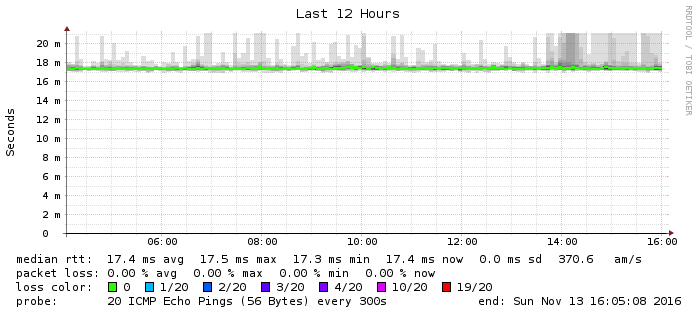 Last 12 Hours
RRDTOOL / TOBI OETIKER
Seconds
20 m
18 m
16 m
14 m
12 m
10 m
8 m
6 m
4 m
2 m
0
06:00 08:00 10:00 12:00 14:00 16:00
median rtt: 17.4 ms avg 17.5 ms max 17.3 ms min 17.4 ms now 0.0 ms sd 370.6 am/s
packet loss: 0.00 % avg 0.00 % max 0.00 % min 0.00 % now
loss color: 0 1/20 2/20 3/20 4/20 10/20 19/20
probe: 20 ICMP Echo Pings (56 Bytes) every 300s end: Sun Nov 13 16:05:08 2016